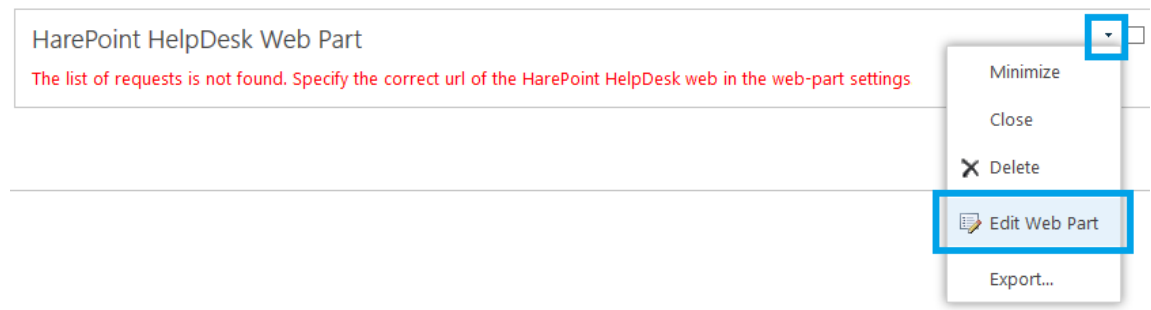 HarePoint HelpDesk Web Part
The list of requests is not found. Specify the correct url of the HarePoint HelpDesk web in the web-part settings
Minimize
Close
Delete
Edit Web Part
Export...